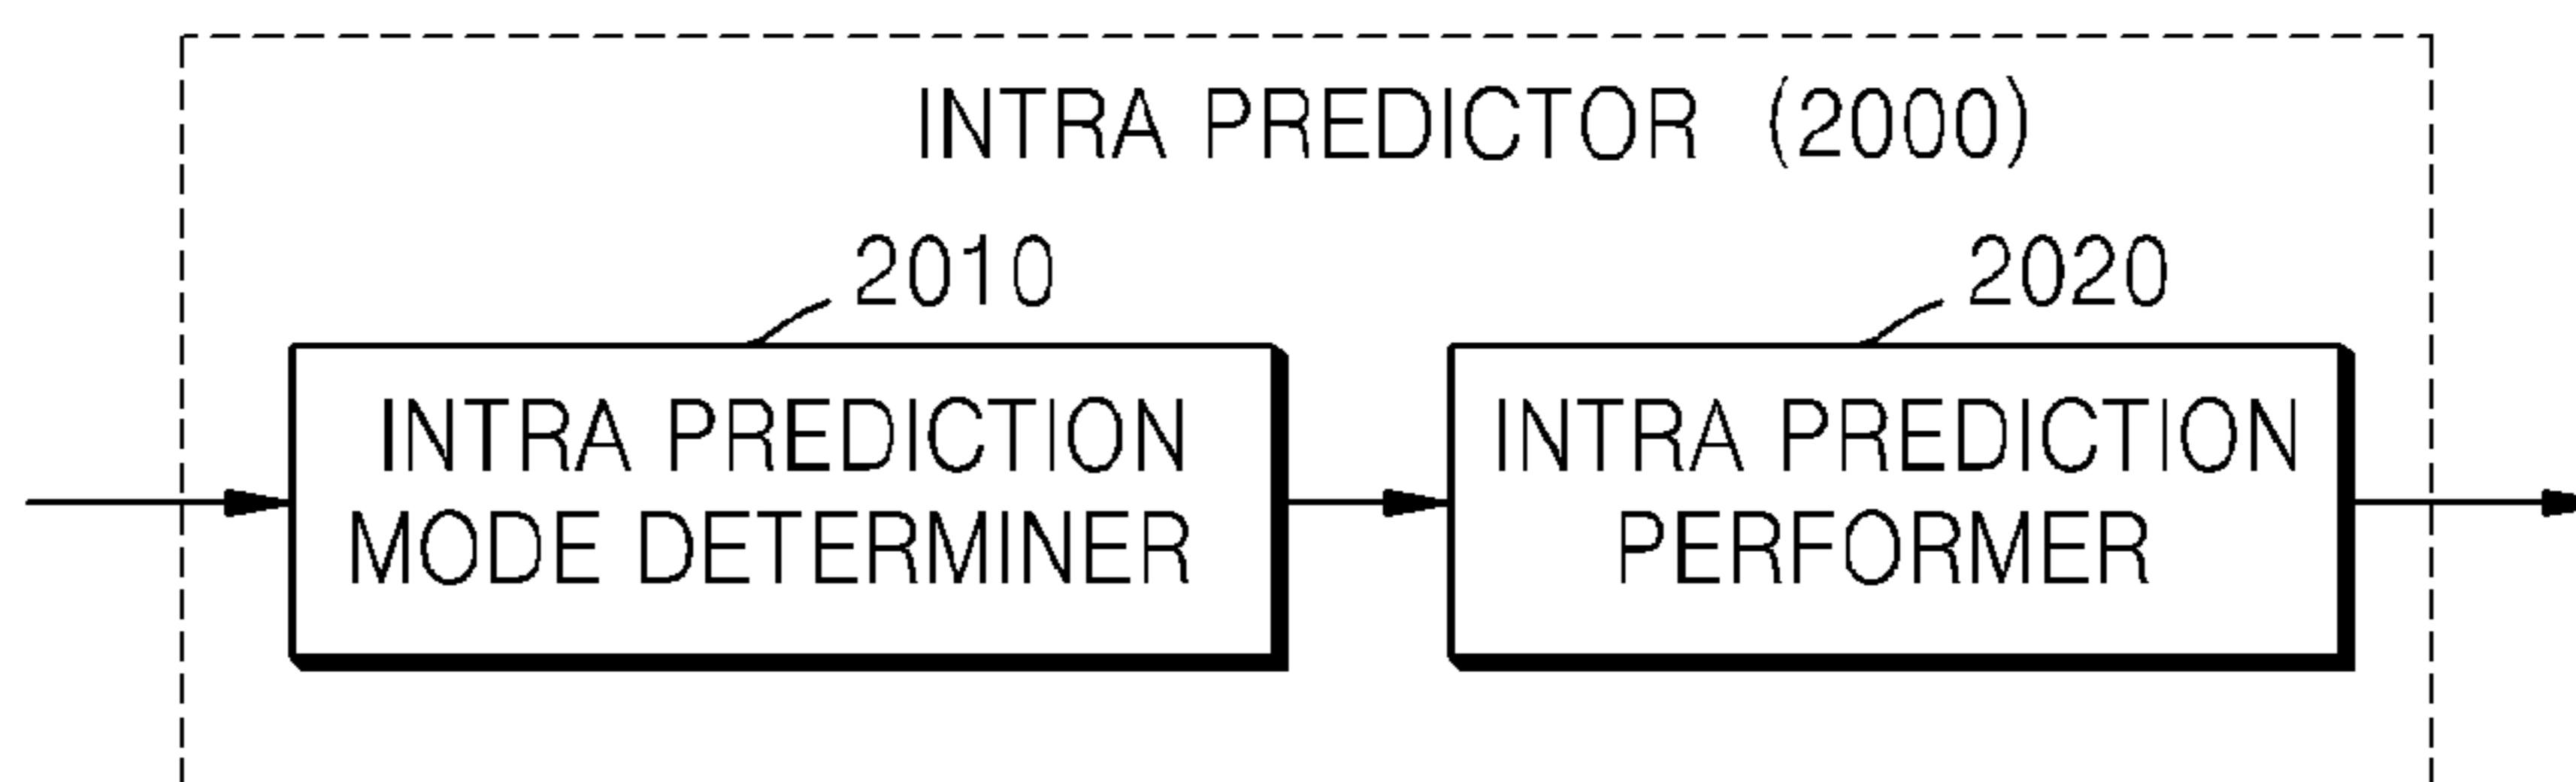 INTRA PREDICTOR (2000)
2010
2020
INTRA PREDICTION
MODE DETERMINER
INTRA PREDICTION
PERFORMER